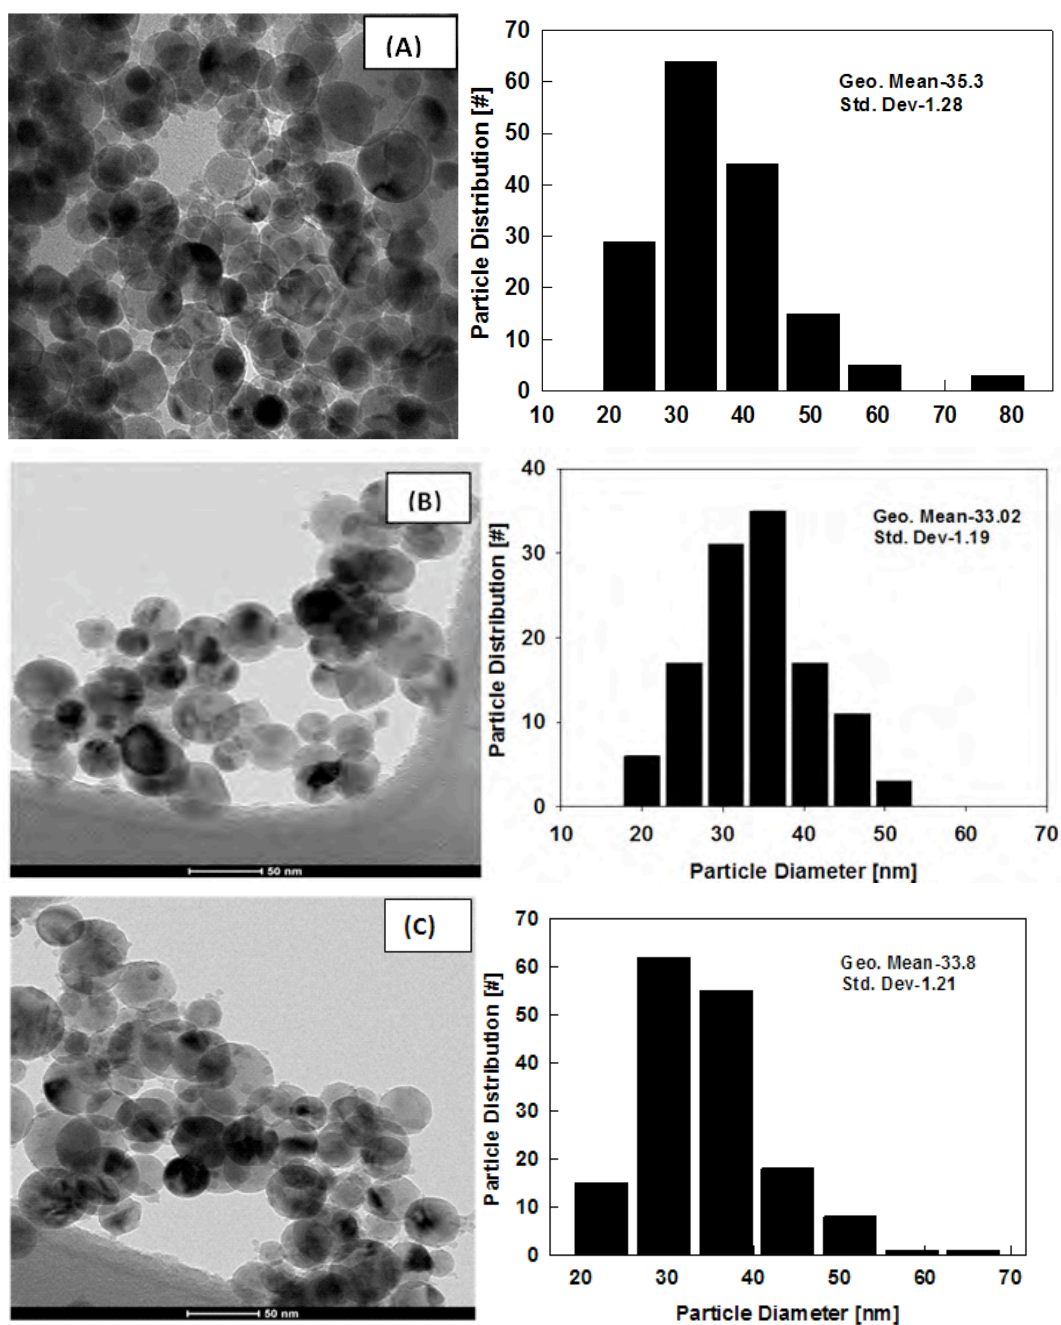 (A)
70
60
50
40
30
20
10
0
Particle Distribution [#]
Geo. Mean-35.3
Std. Dev-1.28
10 20 30 40 50 60 70 80
(B)
50 nm
40
30
20
10
0
Particle Distribution [#]
Geo. Mean-33.02
Std. Dev-1.19
10 20 30 40 50 60 70
Particle Diameter [nm]
(C)
50 nm
70
60
50
40
30
20
10
0
Particle Distribution [#]
Geo. Mean-33.8
Std. Dev-1.21
20 30 40 50 60 70
Particle Diameter [nm]